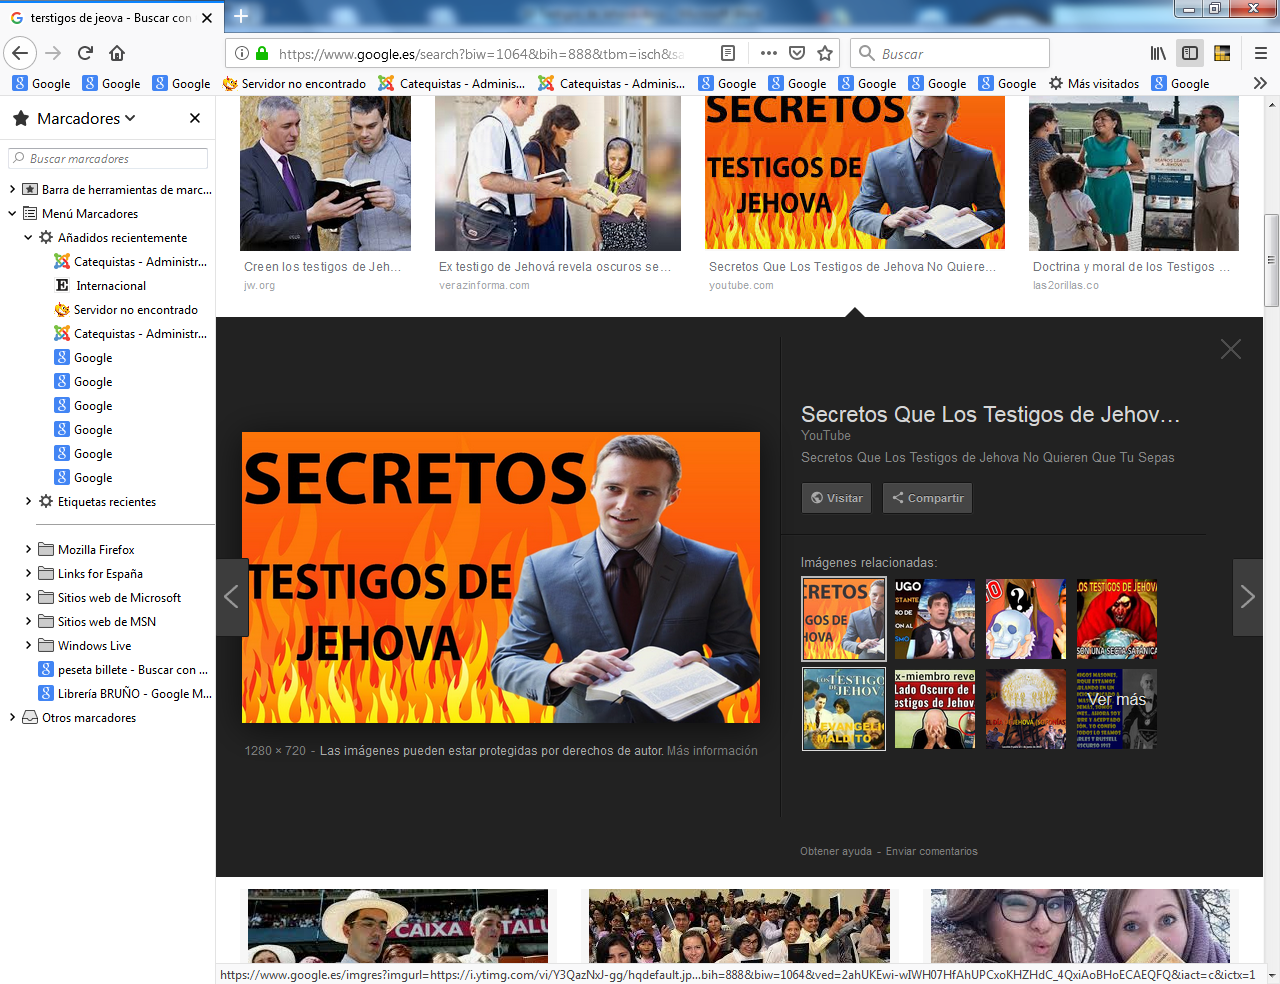 terstigos de jeova - Buscar con
https://www.google.es/search?biw=1064&bih=888&tbm=isch&sa
Buscar
Google
Google
Google
Servidor no encontrado
Catequistas - Adminis...
Catequistas - Adminis...
Google
Google
Google
Google
Google
Más visitados
Google
Marcadores
Buscar marcadores
Barra de herramientas de marc...
Menú Marcadores
Añadidos recientemente
Catequistas - Administr...
Internacional
Servidor no encontrado
Catequistas - Administr...
Google
Google
Google
Google
Google
Google
Etiquetas recientes
Mozilla Firefox
Links for España
Sitios web de Microsoft
Sitios web de MSN
Windows Live
peseta billete - Buscar con ...
Librería BRUÑO - Google M...
Otros marcadores
SECRETOS
TESTIGOS DE
JEHOVA
Creen los testigos de Jeh...
jw.org
Ex testigo de Jehová revela oscuros se...
verazinforma.com
Secretos Que Los Testigos de Jehova No Quiere...
youtube.com
Doctrina y moral de los Testigos ...
las2orillas.co
SECRETOS
TESTIGOS DE
JEHOVA
1280 × 720 - Las imágenes pueden estar protegidas por derechos de autor. Más información
Secretos Que Los Testigos de Jehov...
YouTube
Secretos Que Los Testigos de Jehova No Quieren Que Tu Sepas
Visitar
Compartir
Imágenes relacionadas:
Ver más
Obtener ayuda - Enviar comentarios
CAIXA
https://www.google.es/imgres?imgurl=https://i.ytimg.com/vi/Y3QazNxJ-gg/hqdefault.jp...bih=888&biw=1064&ved=2ahUKEwi-wIWH07HfAhUPCxoKHZHdC_4QxiAoBHoECAEQFQ&iact=c&ictx=1